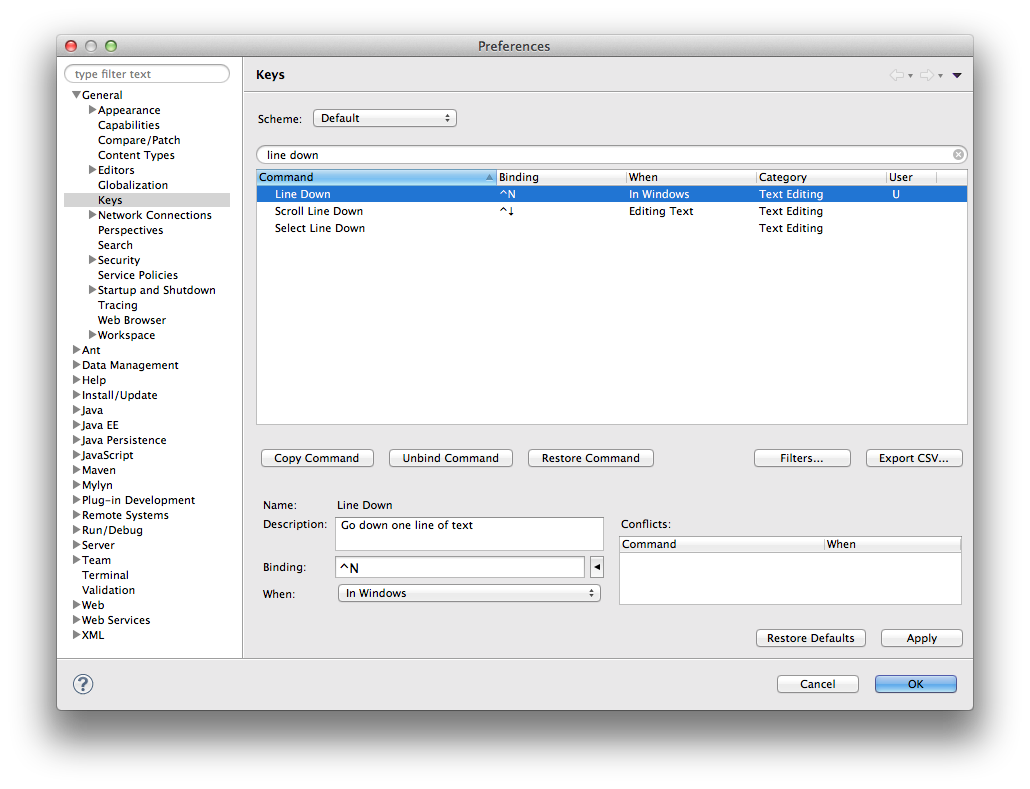 Preferences
type filter text
General
Appearance
Capabilities
Compare/Patch
Content Types
Editors
Globalization
Keys
Network Connections
Perspectives
Search
Security
Service Policies
Startup and Shutdown
Tracing
Web Browser
Workspace
Ant
Data Management
Help
Install/Update
Java
Java EE
Java Persistence
JavaScript
Maven
Mylyn
Plug-in Development
Remote Systems
Run/Debug
Server
Team
Terminal
Validation
Web
Web Services
XML
Keys
Scheme: Default
line down
Command Binding When Category User
Line Down ^N In Windows Text Editing U
Scroll Line Down ^↓ Editing Text Text Editing
Select Line Down Text Editing
Copy Command Unbind Command Restore Command Filters... Export CSV...
Name: Line Down
Description: Go down one line of text
Binding: ^N
When: In Windows
Conflicts:
Command When
Restore Defaults Apply
? Cancel OK